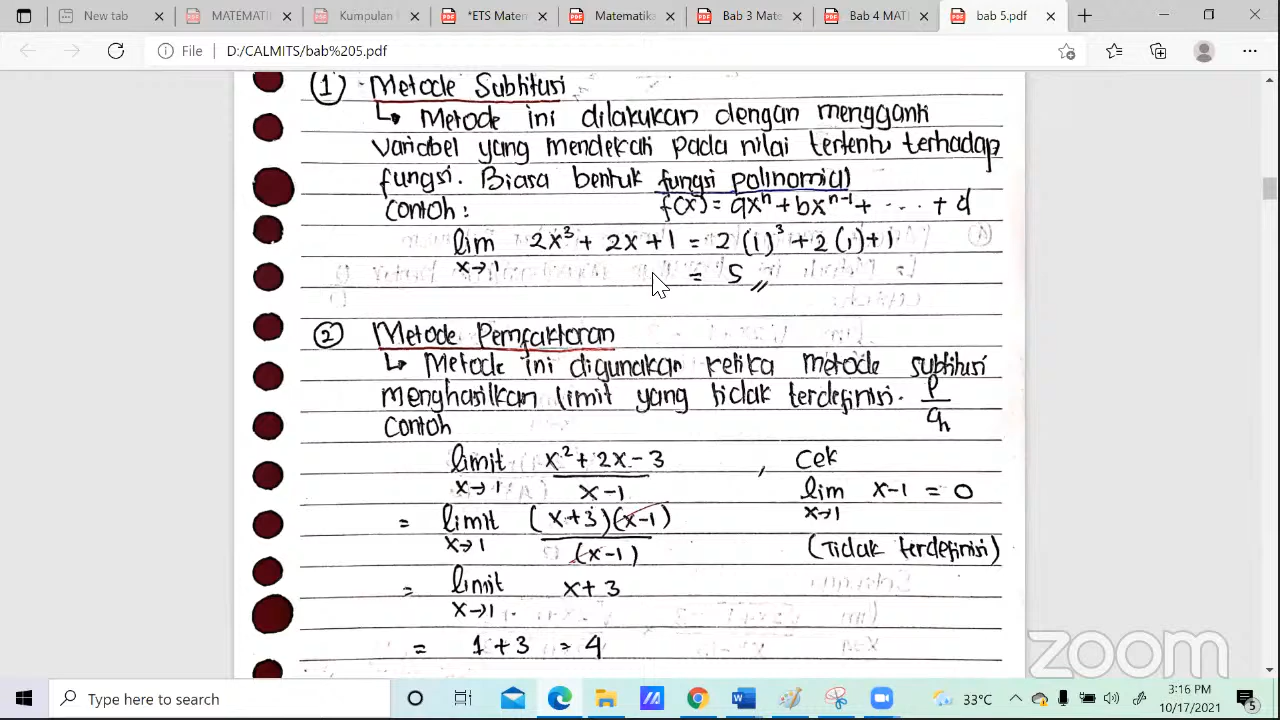 New tab
MATEMATI
Kumpulan
*ETS Matem
Matematike
Bab 3 Mate
Bab 4 MATI
bab 5.pdf
File
D:/CALMITS/bab%205.pdf
① Metode Subtitusi
↳ Metode ini dilakukan dengan mengganti
variabel yang mendekati pada nilai tertentu terhadap
fungsi. Biasa bentuk fungsi polinomial
Contoh : f(x) = ax^n + bx^{n-1} + ... + d
lim 2x³ + 2x + 1 = 2 (1)³ + 2 (1) + 1
x→1 = 5 //
② Metode Pemfaktoran
↳ Metode ini digunakan ketika metode subtitusi
menghasilkan limit yang tidak terdefinisi. P
Contoh
limit x² + 2x - 3 , Cek
x→1 x-1 lim x-1 = 0
= limit (x+3)(x-1) x→1
x→1 (x-1) (Tidak terdefinisi)
= limit x+3
x→1
= 1+3 = 4
zoom
Type here to search
33°C
3:16 PM
10/17/2021
5